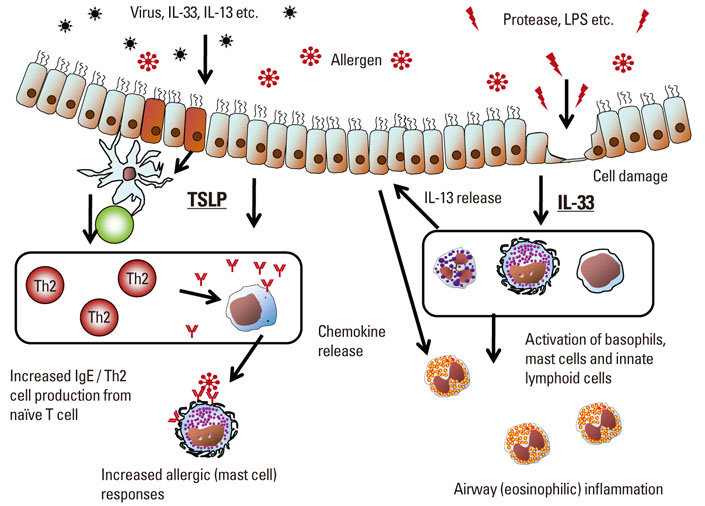 Virus, IL-33, IL-13 etc.
Protease, LPS etc.
Allergen
Cell damage
TSLP
IL-13 release
IL-33
Th2
Th2
Th2
Chemokine
release
Activation of basophils,
mast cells and innate
lymphoid cells
Increased IgE / Th2
cell production from
naïve T cell
Increased allergic (mast cell)
responses
Airway (eosinophilic) inflammation